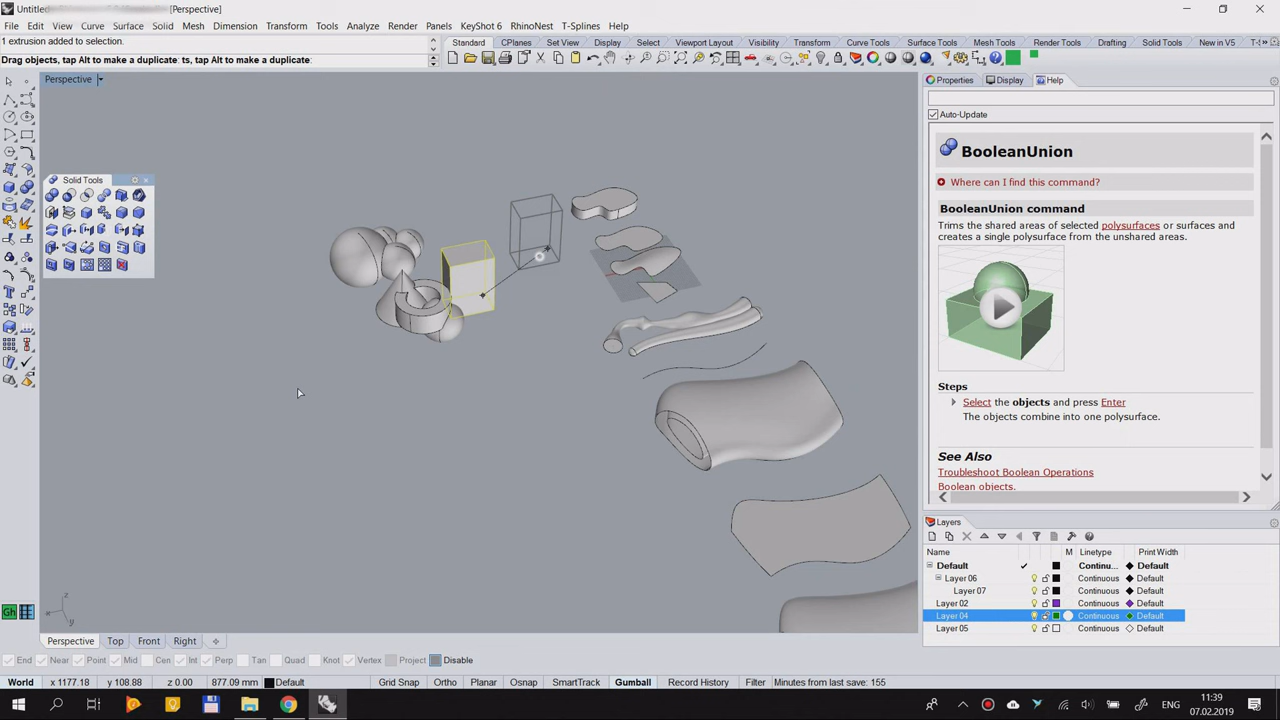 Untitled - [Perspective]
File Edit View Curve Surface Solid Mesh Dimension Transform Tools Analyze Render Panels KeyShot 6 RhinoNest T-Splines Help
1 extrusion added to selection.
Standard CPlanes Set View Display Select Viewport Layout Visibility Transform Curve Tools Surface Tools Mesh Tools Render Tools Drafting Solid Tools New in V5
Drag objects, tap Alt to make a duplicate: ts, tap Alt to make a duplicate:
Perspective
Properties Display Help
Auto-Update
BooleanUnion
Where can I find this command?
BooleanUnion command
Trims the shared areas of selected polysurfaces or surfaces and
creates a single polysurface from the unshared areas.
Steps
Select the objects and press Enter
The objects combine into one polysurface.
See Also
Troubleshoot Boolean Operations
Boolean objects.
Solid Tools
z
x
y
Gh
Layers
Name M Linetype Print Width
Default Continu... Default
Layer 06 Continuous Default
Layer 07 Continuous Default
Layer 02 Continuous Default
Layer 04 Continuous Default
Layer 05 Continuous Default
Perspective Top Front Right
End Near Point Mid Cen Int Perp Tan Quad Knot Vertex Project Disable
World x 1177.18 y 108.88 z 0.00 877.09 mm Default Grid Snap Ortho Planar Osnap SmartTrack Gumball Record History Filter Minutes from last save: 155
ENG
11:39
07.02.2019